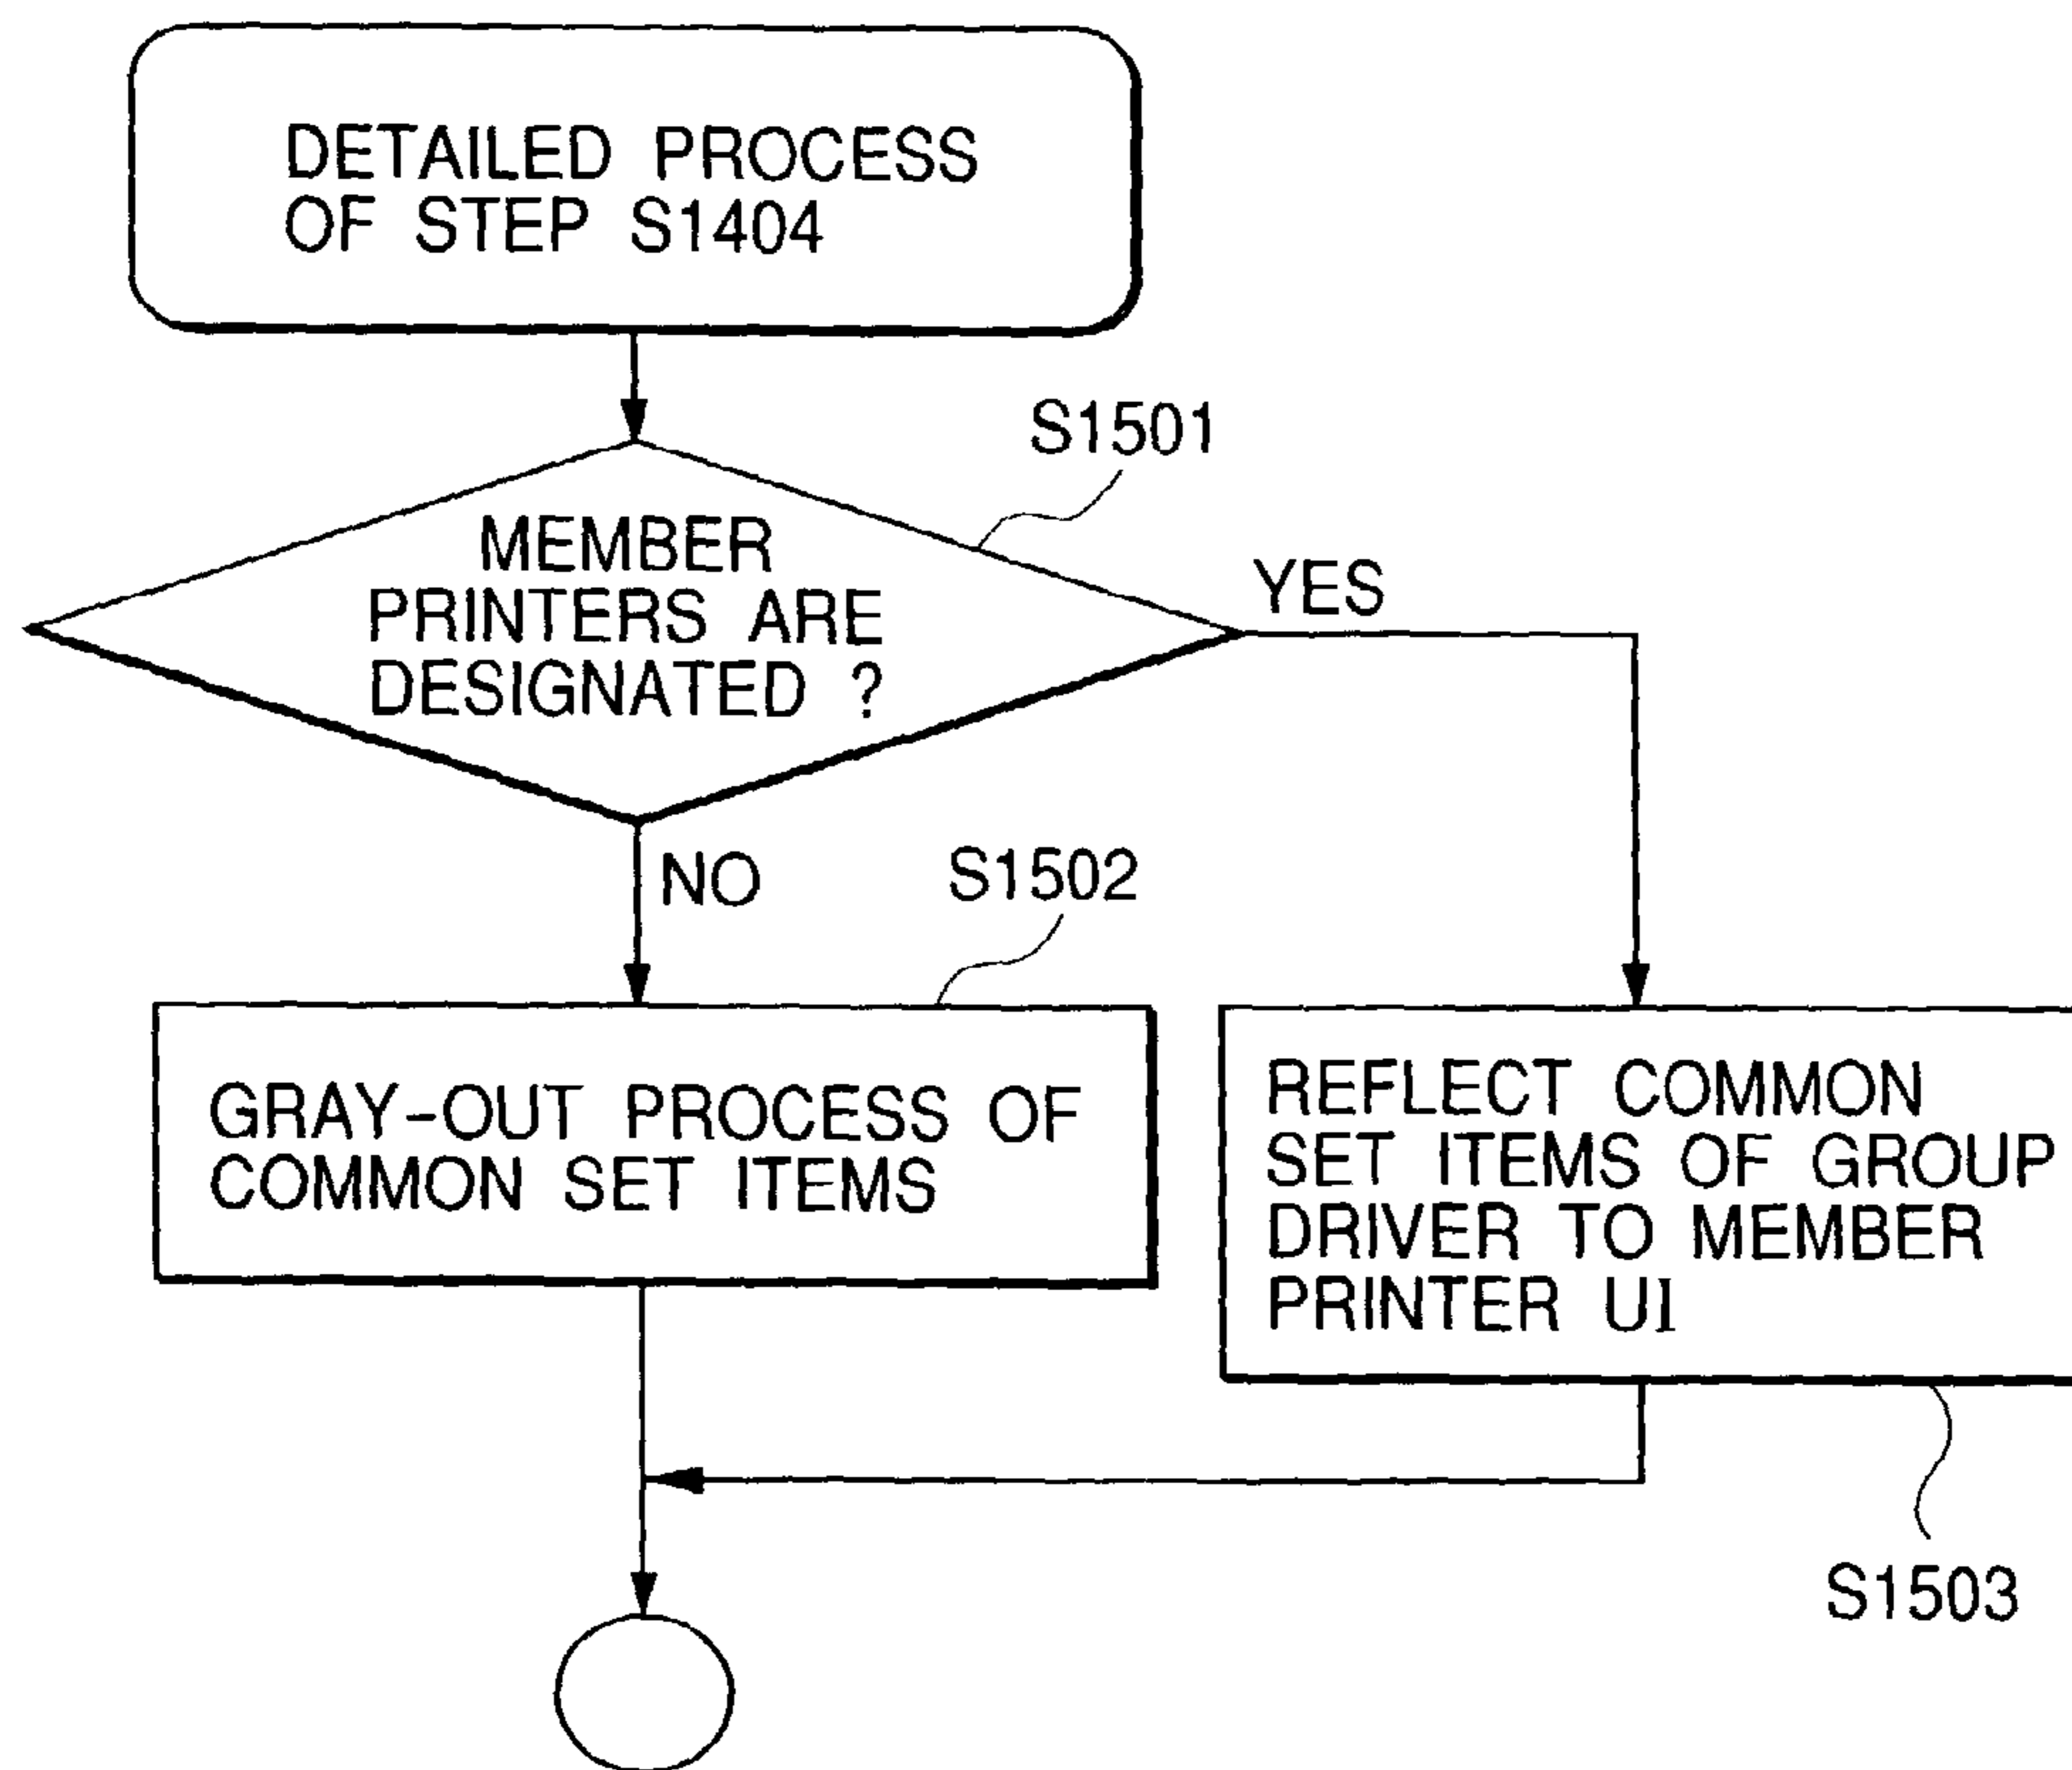 DETAILED PROCESS
OF STEP S1404
S1501
MEMBER
PRINTERS ARE
DESIGNATED ?
YES
NO
S1502
GRAY-OUT PROCESS OF
COMMON SET ITEMS
REFLECT COMMON
SET ITEMS OF GROUP
DRIVER TO MEMBER
PRINTER UI
S1503